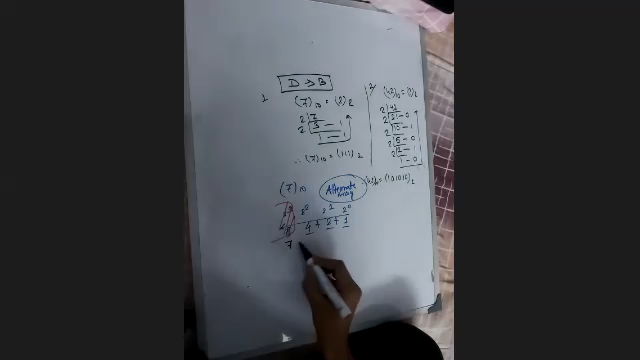 D → B
1
(7)₁₀ = (?)₂
2 | 7
2 | 3 - 1
1 - 1
∴ (7)₁₀ = (111)₂
2
(42)₁₀ = (?)₂
2 | 42
2 | 21 - 0
2 | 10 - 1
2 | 5 - 0
2 | 2 - 1
1 - 0
(42)₁₀ = (101010)₂
(7)₁₀
Alternate way
2² 2¹ 2⁰
4 + 2 + 1
7